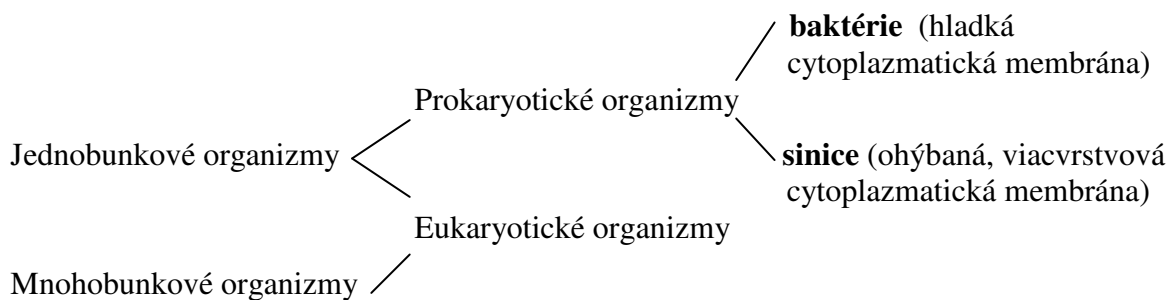 baktérie (hladká
cytoplazmatická membrána)
Prokaryotické organizmy
Jednobunkové organizmy
sinice (ohýbaná, viacvrstvová
cytoplazmatická membrána)
Eukaryotické organizmy
Mnohobunkové organizmy